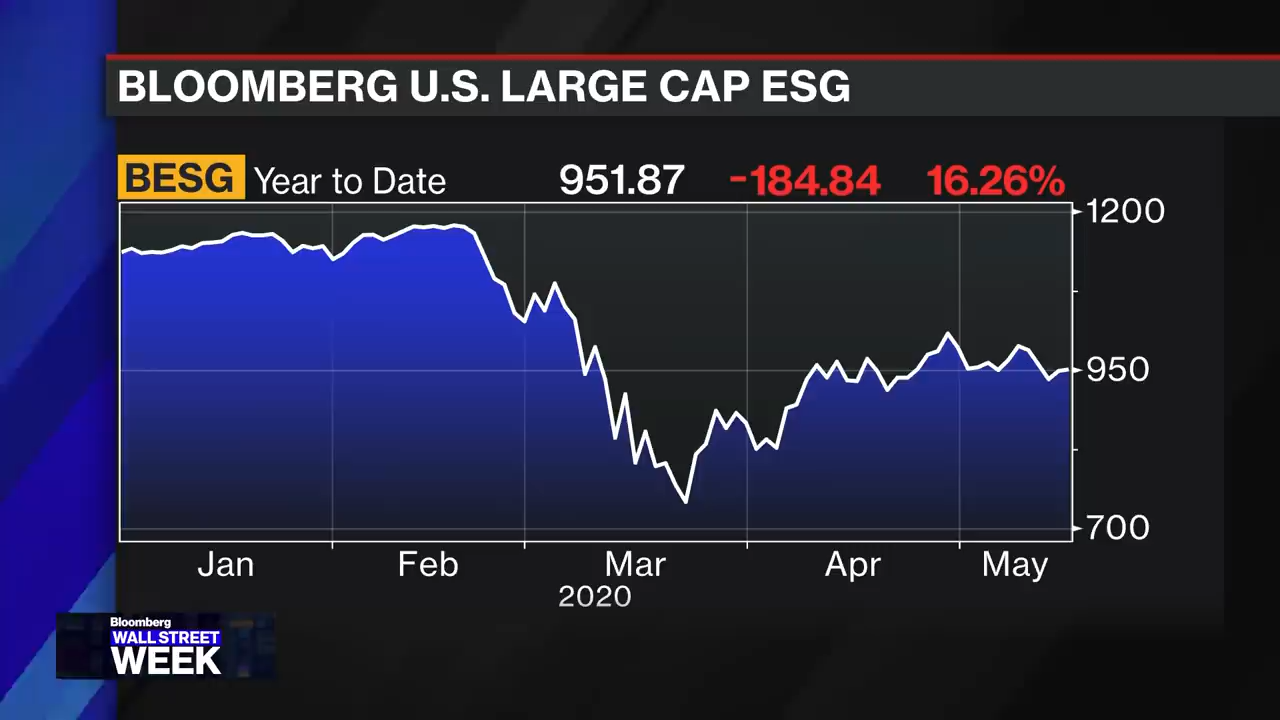 BLOOMBERG U.S. LARGE CAP ESG
BESG Year to Date 951.87 -184.84 16.26%
1200
950
700
Jan Feb Mar Apr May
2020
Bloomberg
WALL STREET
WEEK